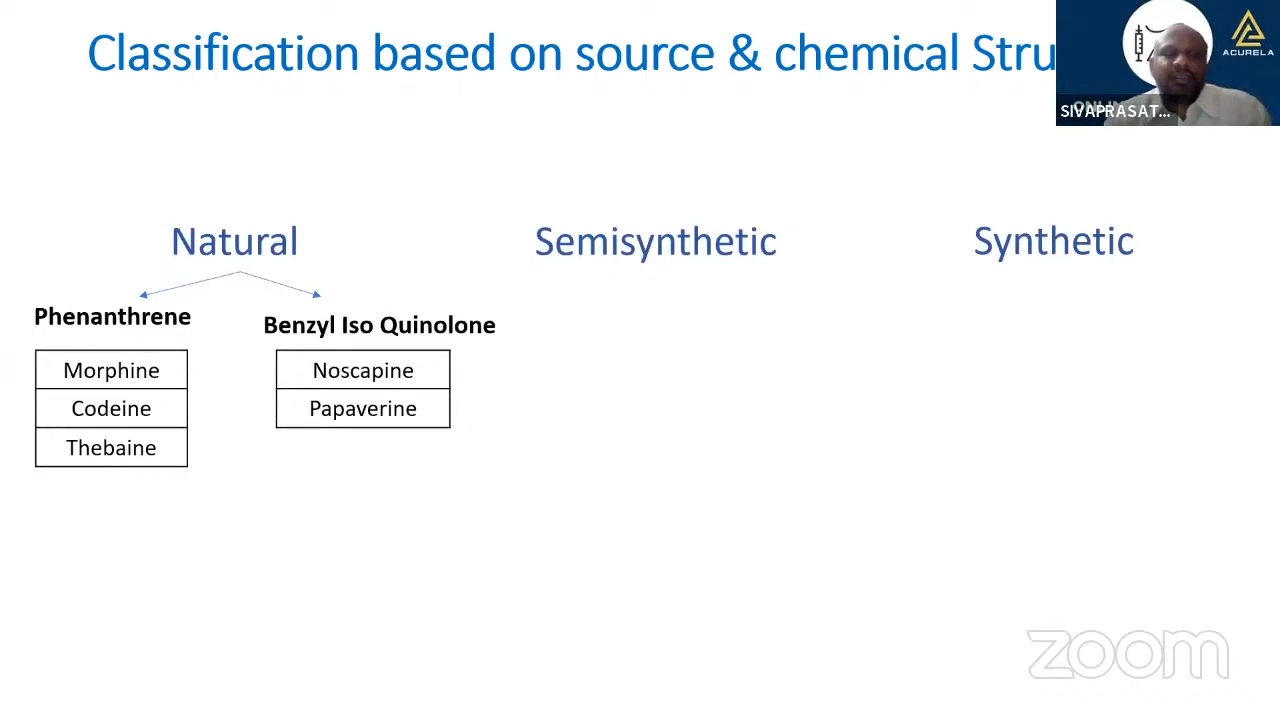 Classification based on source & chemical Stru
ACURELA
SIVAPRASAT...
Natural
Semisynthetic
Synthetic
Phenanthrene
Benzyl Iso Quinolone
Morphine
Noscapine
Codeine
Papaverine
Thebaine
zoom